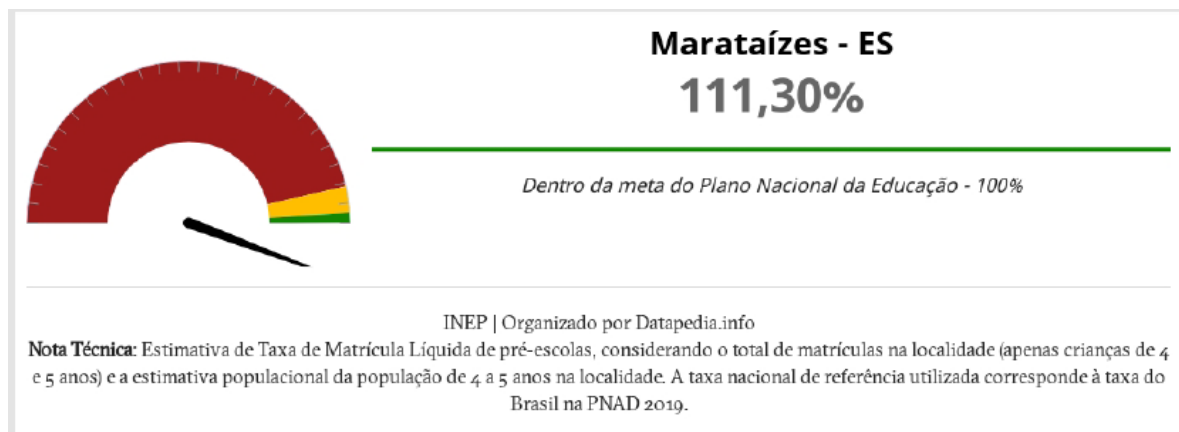 Marataízes - ES
111,30%
Dentro da meta do Plano Nacional da Educação - 100%
INEP | Organizado por Datapedia.info
Nota Técnica: Estimativa de Taxa de Matrícula Líquida de pré-escolas, considerando o total de matrículas na localidade (apenas crianças de 4
e 5 anos) e a estimativa populacional da população de 4 a 5 anos na localidade. A taxa nacional de referência utilizada corresponde à taxa do
Brasil na PNAD 2019.